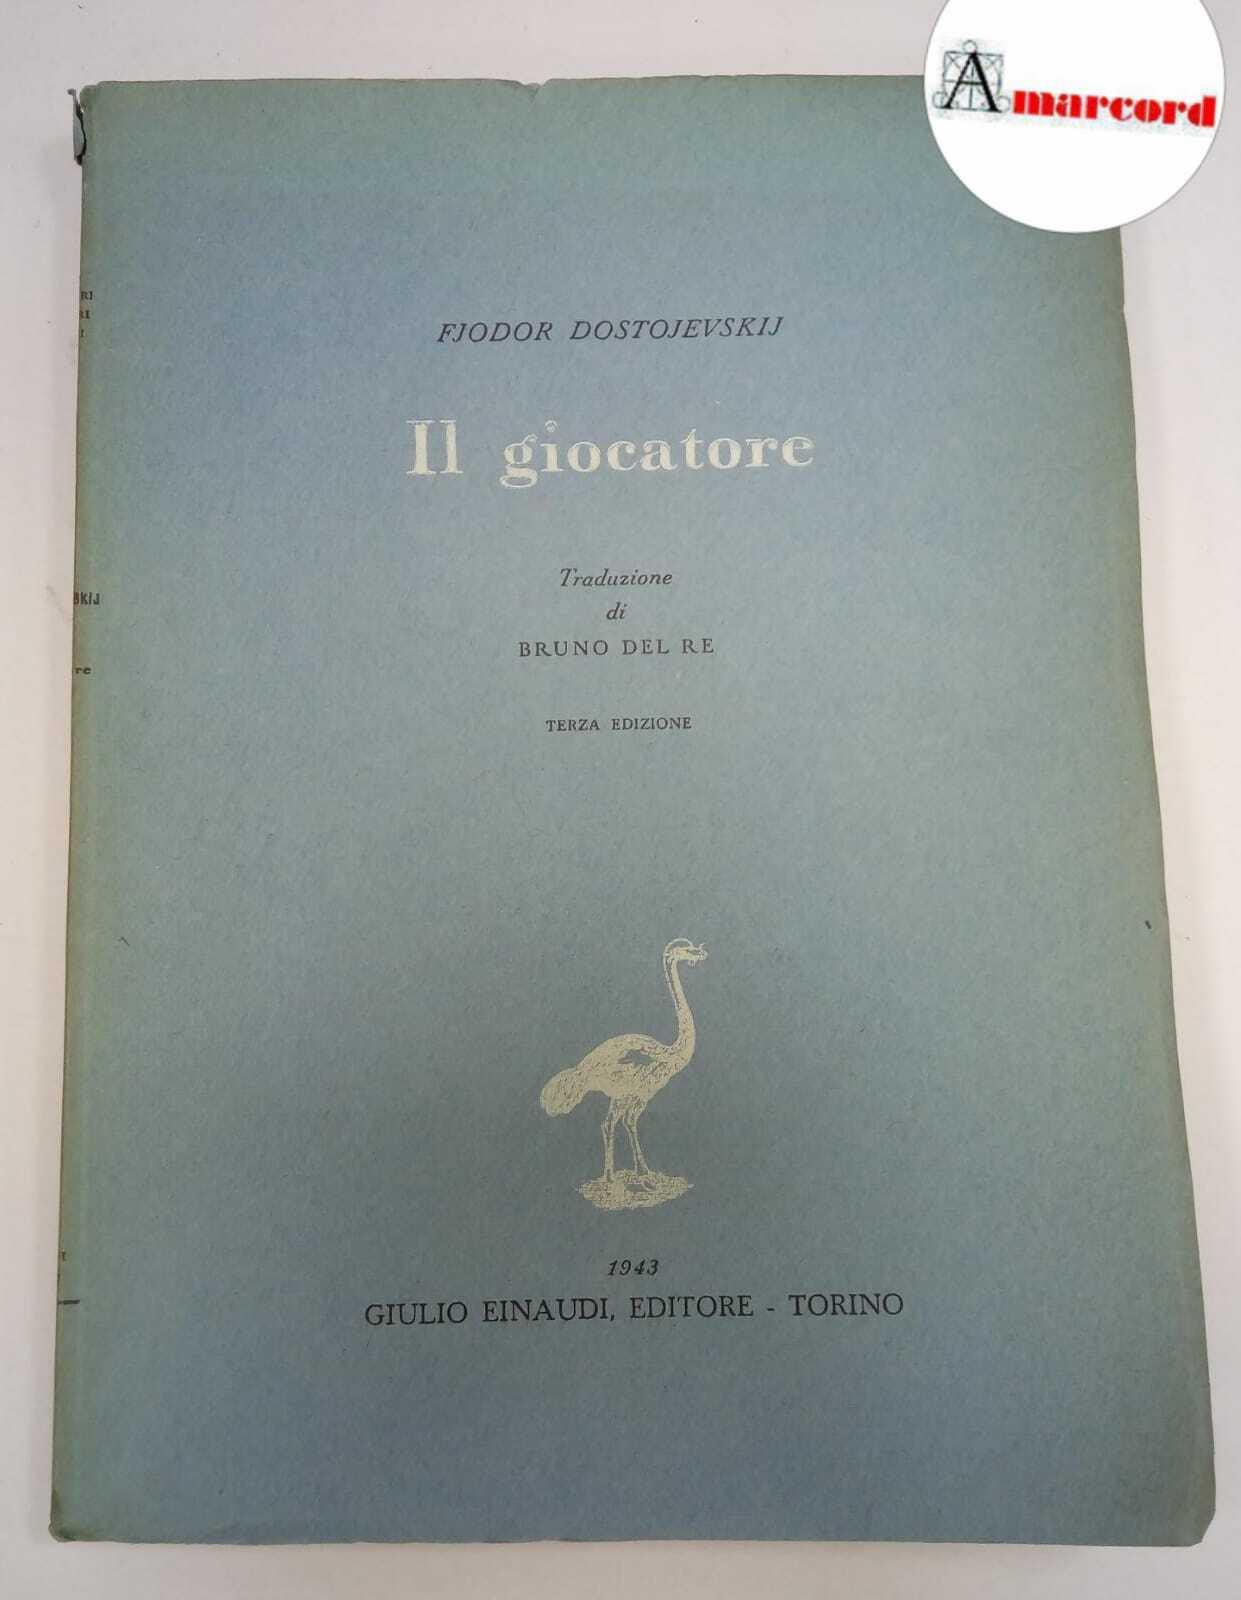 Amarcord
FJODOR DOSTOJEVSKIJ
Il giocatore
Traduzione
di
BRUNO DEL RE
TERZA EDIZIONE
1943
GIULIO EINAUDI, EDITORE - TORINO